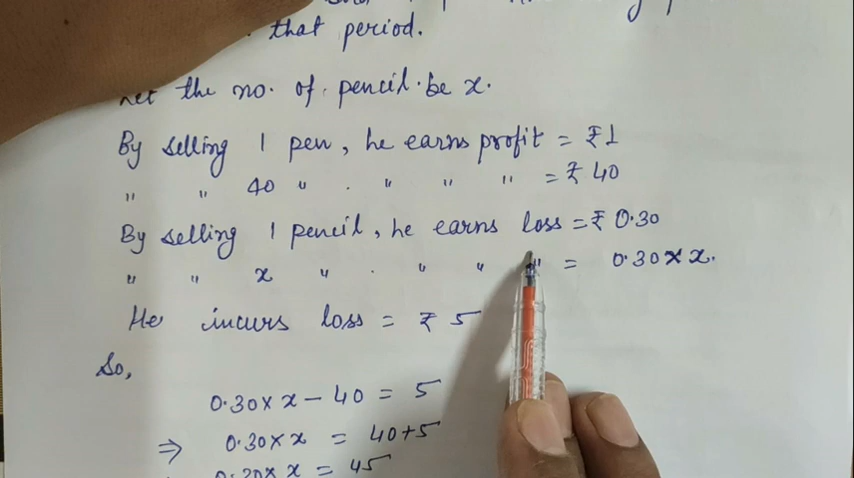 that period.
the no. of pencil be x.
By selling 1 pen, he earns profit = ₹1
" " 40 " . " " " = ₹ 40
By selling 1 pencil, he earns loss = ₹ 0.30
" " x " . " " " = 0.30 × x.
He incurs loss = ₹ 5
So,
0.30 × x - 40 = 5
⇒ 0.30 × x = 40+5
0.30 × x = 45